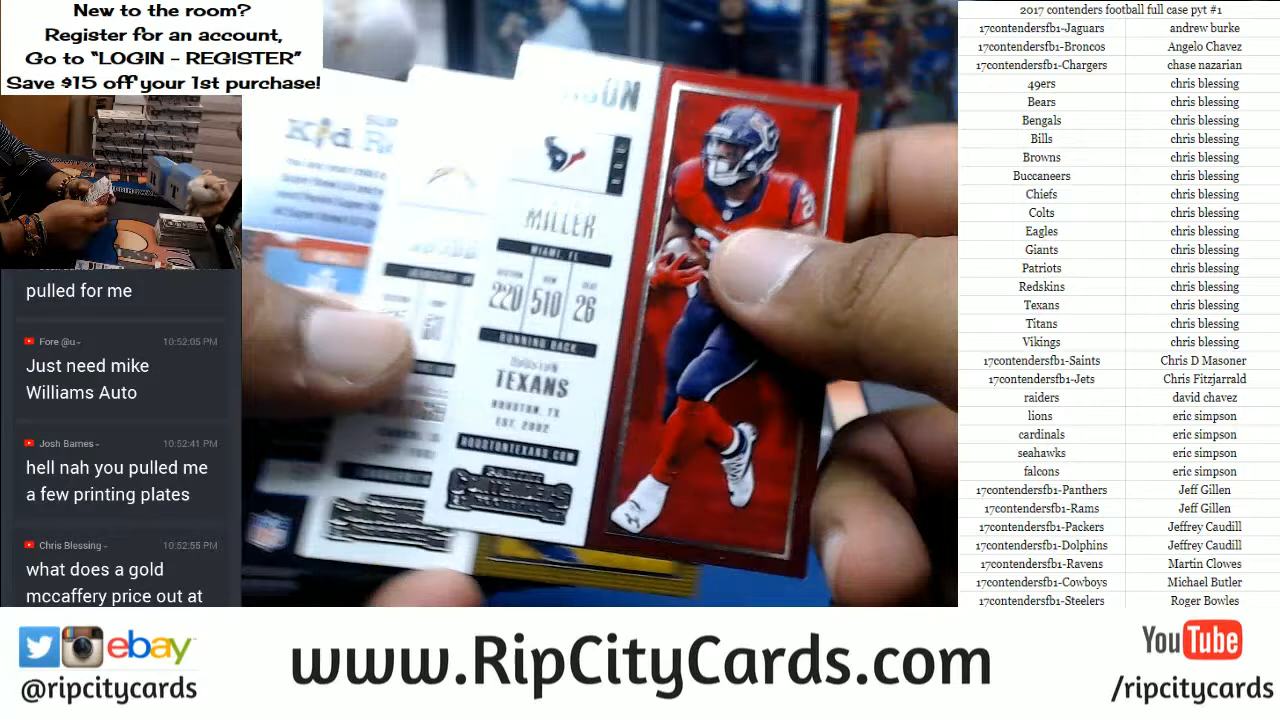 New to the room?
Register for an account,
Go to "LOGIN - REGISTER"
Save $15 off your 1st purchase!
pulled for me
Fore @u~ 10:52:05 PM
Just need mike
Williams Auto
Josh Barnes~ 10:52:41 PM
hell nah you pulled me
a few printing plates
Chris Blessing~ 10:52:55 PM
what does a gold
mccaffery price out at
MILLER
MIAMI, FL
220 510 26
RUNNING BACK
HOUSTON
TEXANS
HOUSTON, TX
EST. 2002
HOUSTONTEXANS.COM
CONTENDERS
2017 contenders football full case pyt #1
17contendersfb1-Jaguars andrew burke
17contendersfb1-Broncos Angelo Chavez
17contendersfb1-Chargers chase nazarian
49ers chris blessing
Bears chris blessing
Bengals chris blessing
Bills chris blessing
Browns chris blessing
Buccaneers chris blessing
Chiefs chris blessing
Colts chris blessing
Eagles chris blessing
Giants chris blessing
Patriots chris blessing
Redskins chris blessing
Texans chris blessing
Titans chris blessing
Vikings chris blessing
17contendersfb1-Saints Chris D Masoner
17contendersfb1-Jets Chris Fitzjarrald
raiders david chavez
lions eric simpson
cardinals eric simpson
seahawks eric simpson
falcons eric simpson
17contendersfb1-Panthers Jeff Gillen
17contendersfb1-Rams Jeff Gillen
17contendersfb1-Packers Jeffrey Caudill
17contendersfb1-Dolphins Jeffrey Caudill
17contendersfb1-Ravens Martin Clowes
17contendersfb1-Cowboys Michael Butler
17contendersfb1-Steelers Roger Bowles
ebay
@ripcitycards
www.RipCityCards.com
YouTube
/ripcitycards